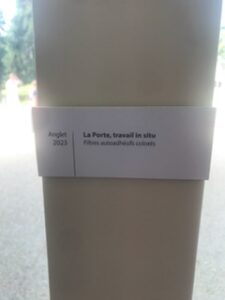 Anglet
2023
La Porte, travail in situ
Films autoadhésifs colorés